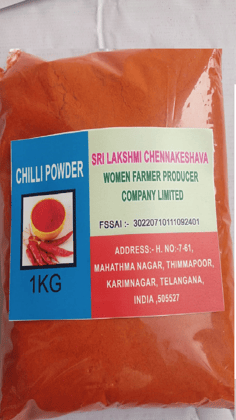 CHILLI POWDER
1KG
SRI LAKSHMI CHENNAKESHAVA
WOMEN FARMER PRODUCER
COMPANY LIMITED
FSSAI :- 30220710111092401
ADDRESS:- H. NO:-7-61,
MAHATHMA NAGAR, THIMMAPOOR,
KARIMNAGAR, TELANGANA,
INDIA ,505527